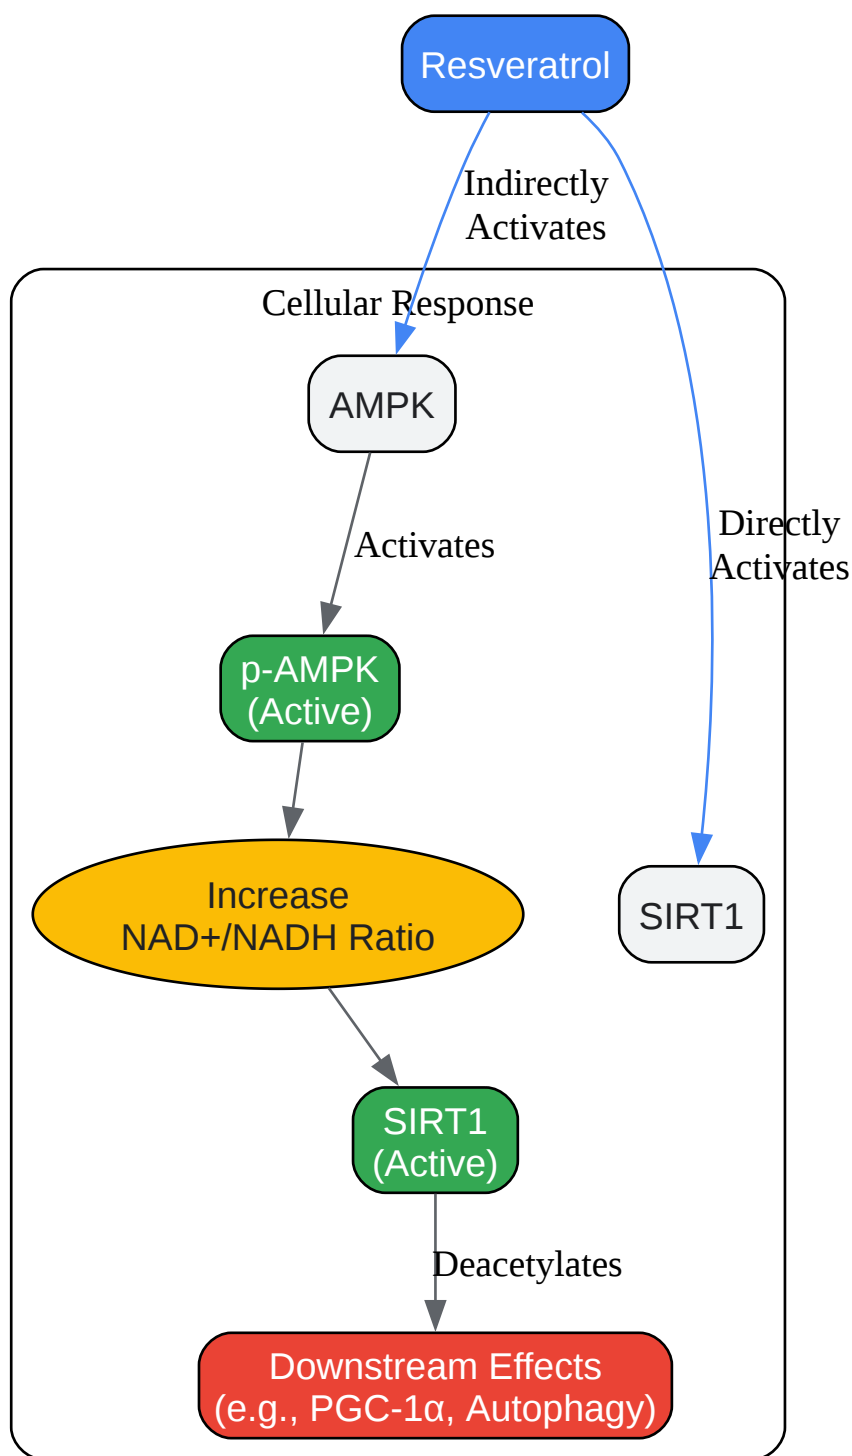 Resveratrol
Indirectly
Activates
Cellular Response
AMPK
Directly
Activates
Activates
p-AMPK
(Active)
Increase
NAD+/NADH Ratio
SIRT1
SIRT1
(Active)
Deacetylates
Downstream Effects
(e.g., PGC-1α, Autophagy)